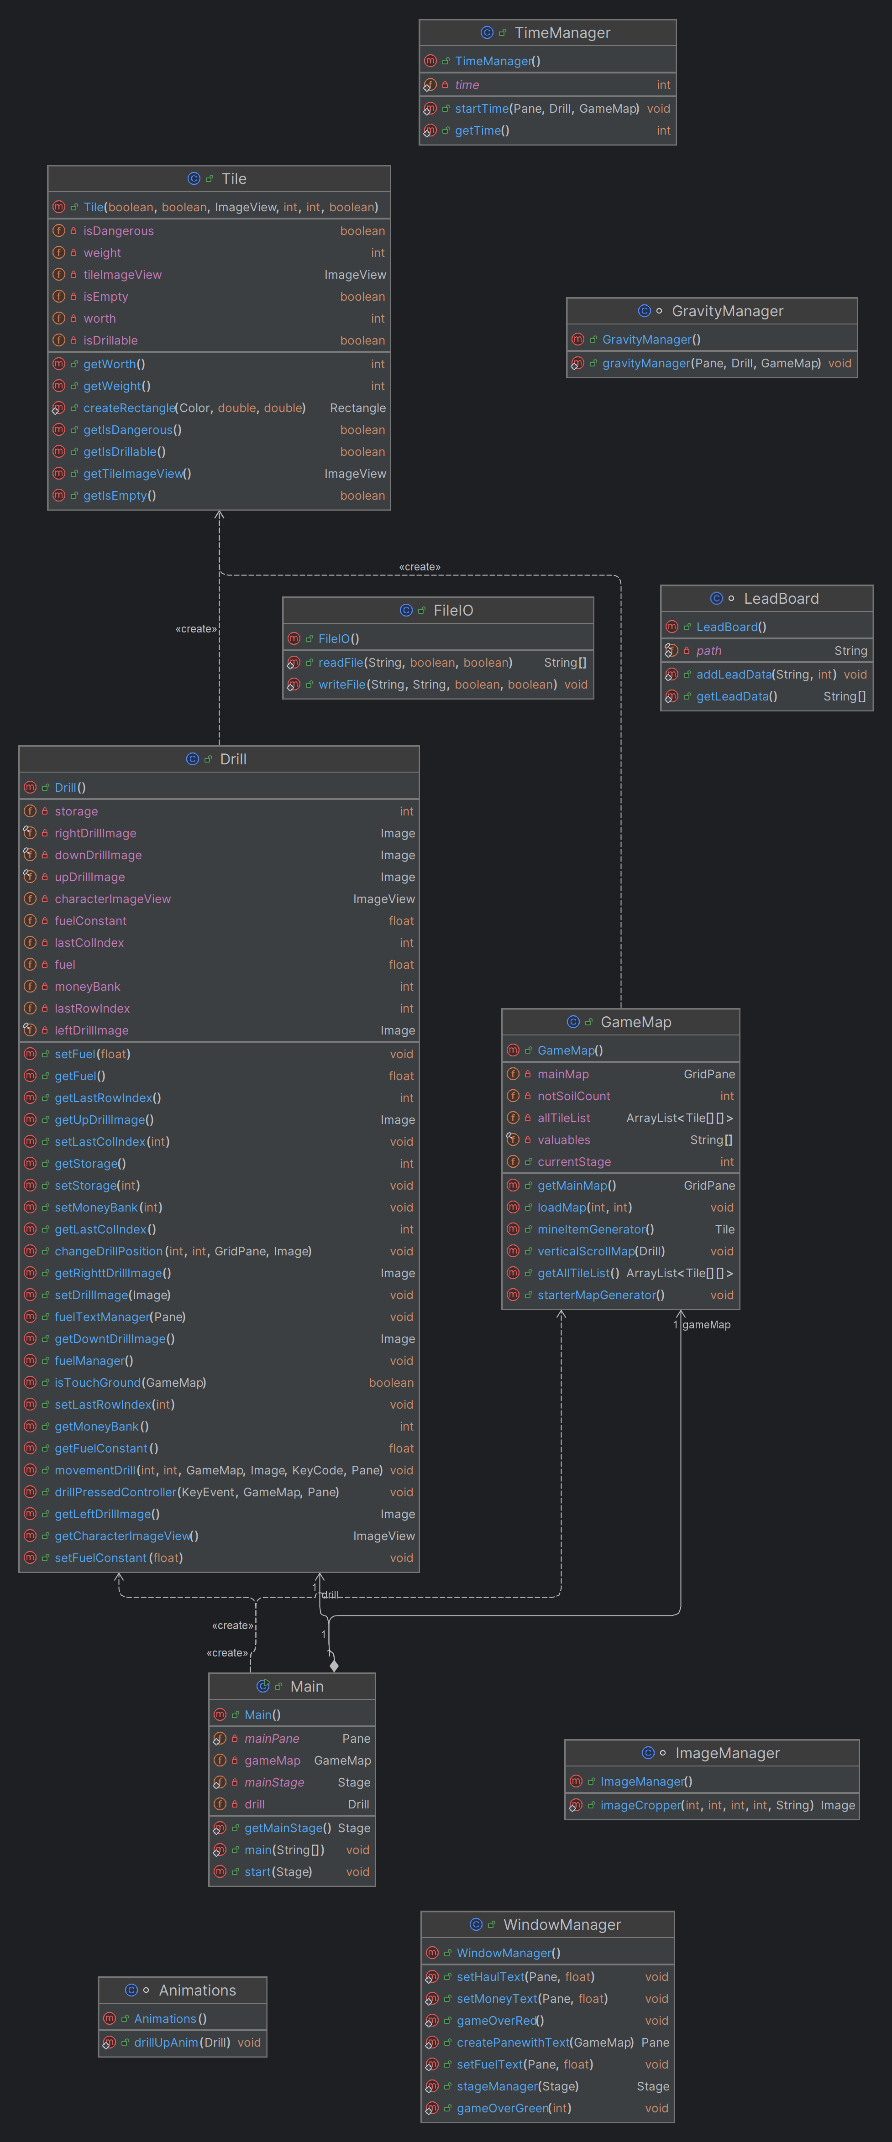 TimeManager
TimeManager()
time int
startTime(Pane, Drill, GameMap) void
getTime() int
Tile
Tile(boolean, boolean, ImageView, int, int, boolean)
isDangerous boolean
weight int
tileImageView ImageView
isEmpty boolean
worth int
isDrillable boolean
getWorth() int
getWeight() int
createRectangle(Color, double, double) Rectangle
getIsDangerous() boolean
getIsDrillable() boolean
getTileImageView() ImageView
getIsEmpty() boolean
GravityManager
GravityManager()
gravityManager(Pane, Drill, GameMap) void
«create»
«create»
FileIO
FileIO()
readFile(String, boolean, boolean) String[]
writeFile(String, String, boolean, boolean) void
LeadBoard
LeadBoard()
path String
addLeadData(String, int) void
getLeadData() String[]
Drill
Drill()
storage int
rightDrillImage Image
downDrillImage Image
upDrillImage Image
characterImageView ImageView
fuelConstant float
lastColIndex int
fuel float
moneyBank int
lastRowIndex int
leftDrillImage Image
setFuel(float) void
getFuel() float
getLastRowIndex() int
getUpDrillImage() Image
setLastColIndex(int) void
getStorage() int
setStorage(int) void
setMoneyBank(int) void
getLastColIndex() int
changeDrillPosition(int, int, GridPane, Image) void
getRighttDrillImage() Image
setDrillImage(Image) void
fuelTextManager(Pane) void
getDowntDrillImage() Image
fuelManager() void
isTouchGround(GameMap) boolean
setLastRowIndex(int) void
getMoneyBank() int
getFuelConstant() float
movementDrill(int, int, GameMap, Image, KeyCode, Pane) void
drillPressedController(KeyEvent, GameMap, Pane) void
getLeftDrillImage() Image
getCharacterImageView() ImageView
setFuelConstant(float) void
GameMap
GameMap()
mainMap GridPane
notSoilCount int
allTileList ArrayList<Tile[][]>
valuables String[]
currentStage int
getMainMap() GridPane
loadMap(int, int) void
mineItemGenerator() Tile
verticalScrollMap(Drill) void
getAllTileList() ArrayList<Tile[][]>
starterMapGenerator() void
1 gameMap
1 drill
«create»
1
«create»
1
Main
Main()
mainPane Pane
gameMap GameMap
mainStage Stage
drill Drill
getMainStage() Stage
main(String[]) void
start(Stage) void
ImageManager
ImageManager()
imageCropper(int, int, int, int, String) Image
WindowManager
WindowManager()
setHaulText(Pane, float) void
setMoneyText(Pane, float) void
gameOverRed() void
createPanewithText(GameMap) Pane
setFuelText(Pane, float) void
stageManager(Stage) Stage
gameOverGreen(int) void
Animations
Animations()
drillUpAnim(Drill) void